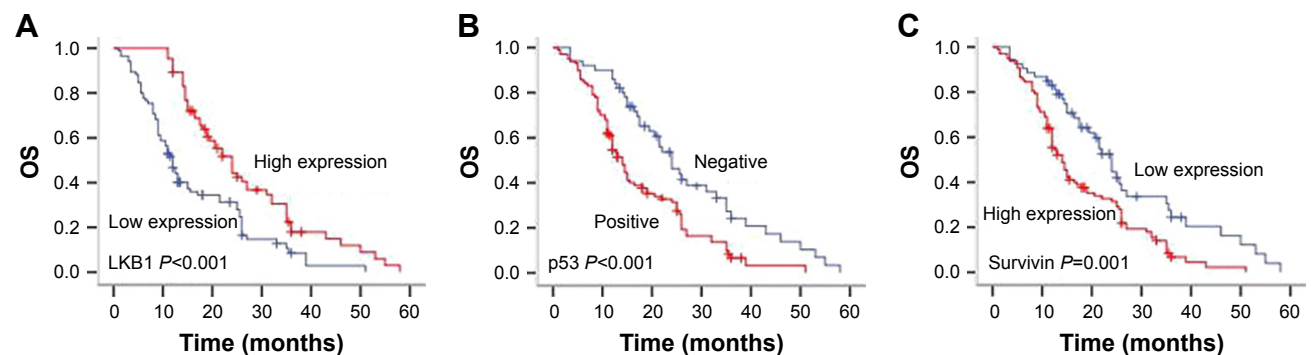 A
OS
1.0
0.8
0.6
0.4
0.2
0.0
High expression
Low expression
LKB1 P<0.001
0 10 20 30 40 50 60
Time (months)
B
OS
1.0
0.8
0.6
0.4
0.2
0.0
Negative
Positive
p53 P<0.001
0 10 20 30 40 50 60
Time (months)
C
OS
1.0
0.8
0.6
0.4
0.2
0.0
Low expression
High expression
Survivin P=0.001
0 10 20 30 40 50 60
Time (months)